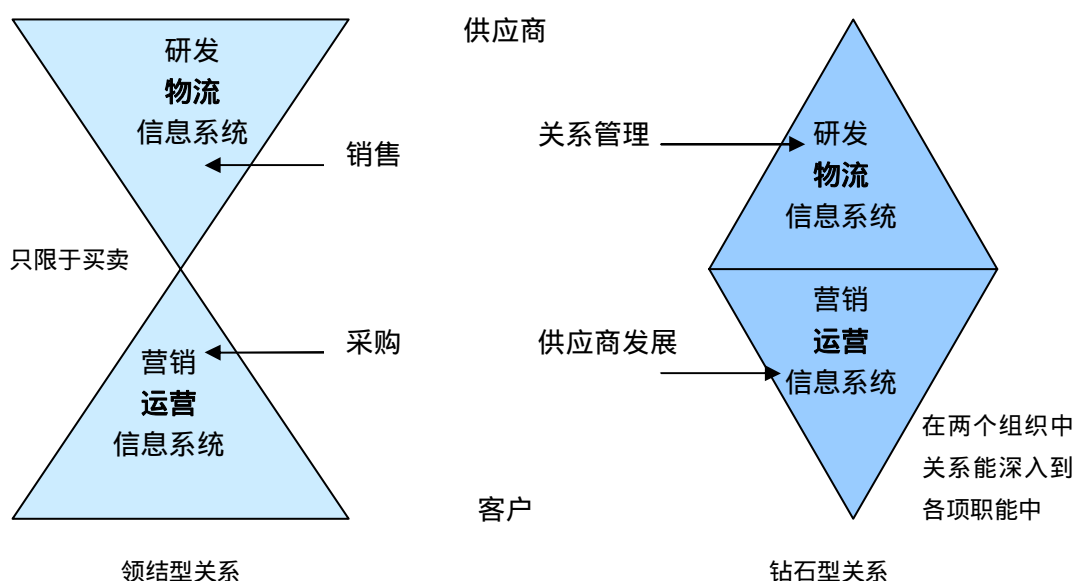 供应商
研发
物流
信息系统
销售
只限于买卖
采购
营销
运营
信息系统
领结型关系
关系管理
研发
物流
信息系统
供应商发展
营销
运营
信息系统
在两个组织中
关系能深入到
各项职能中
客户
钻石型关系